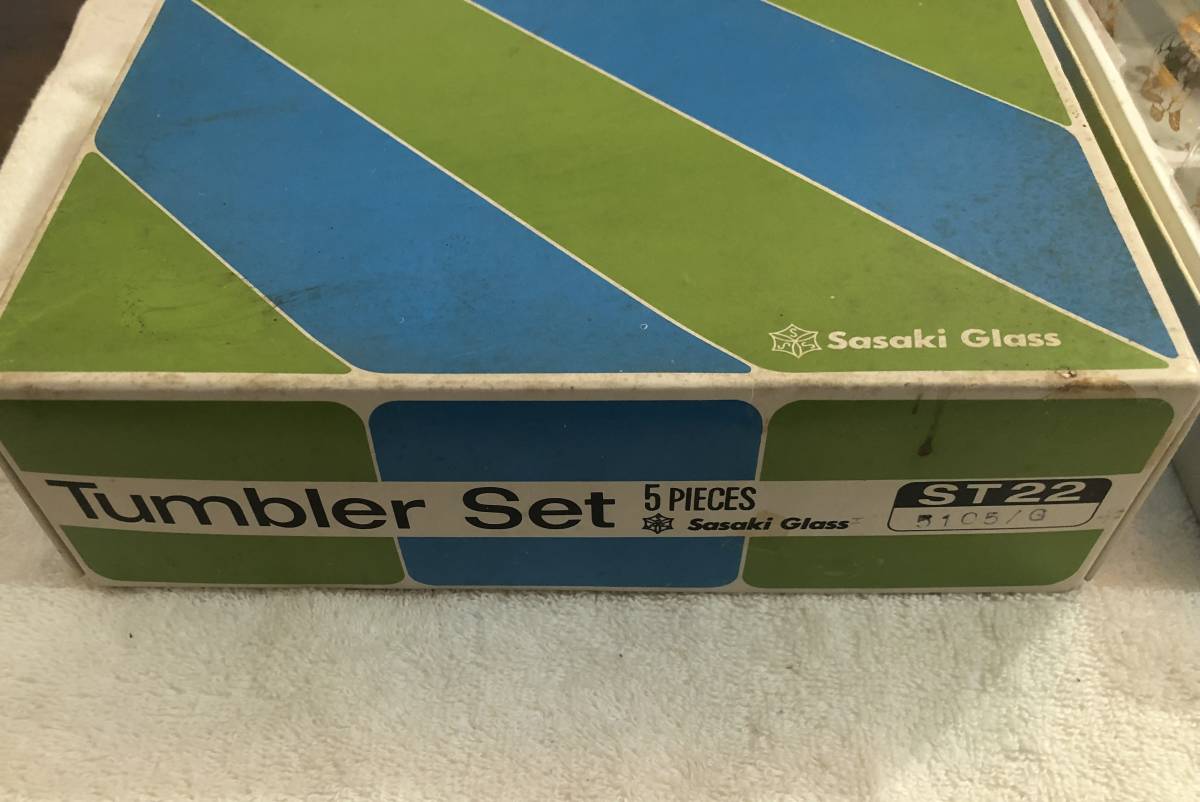 Sasaki Glass
Tumbler Set
5 PIECES
Sasaki Glass
ST22
5105/G